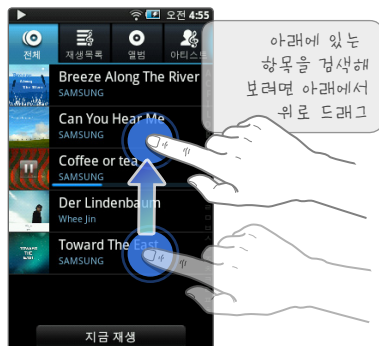 오전 4:55
전체 재생목록 앨범 아티스트
아래에 있는
항목을 검색해
보려면 아래에서
위로 드래그
Breeze Along The River
SAMSUNG
Can You Hear Me
SAMSUNG
Coffee or tea
SAMSUNG
Der Lindenbaum
Whee Jin
Toward The East
SAMSUNG
지금 재생